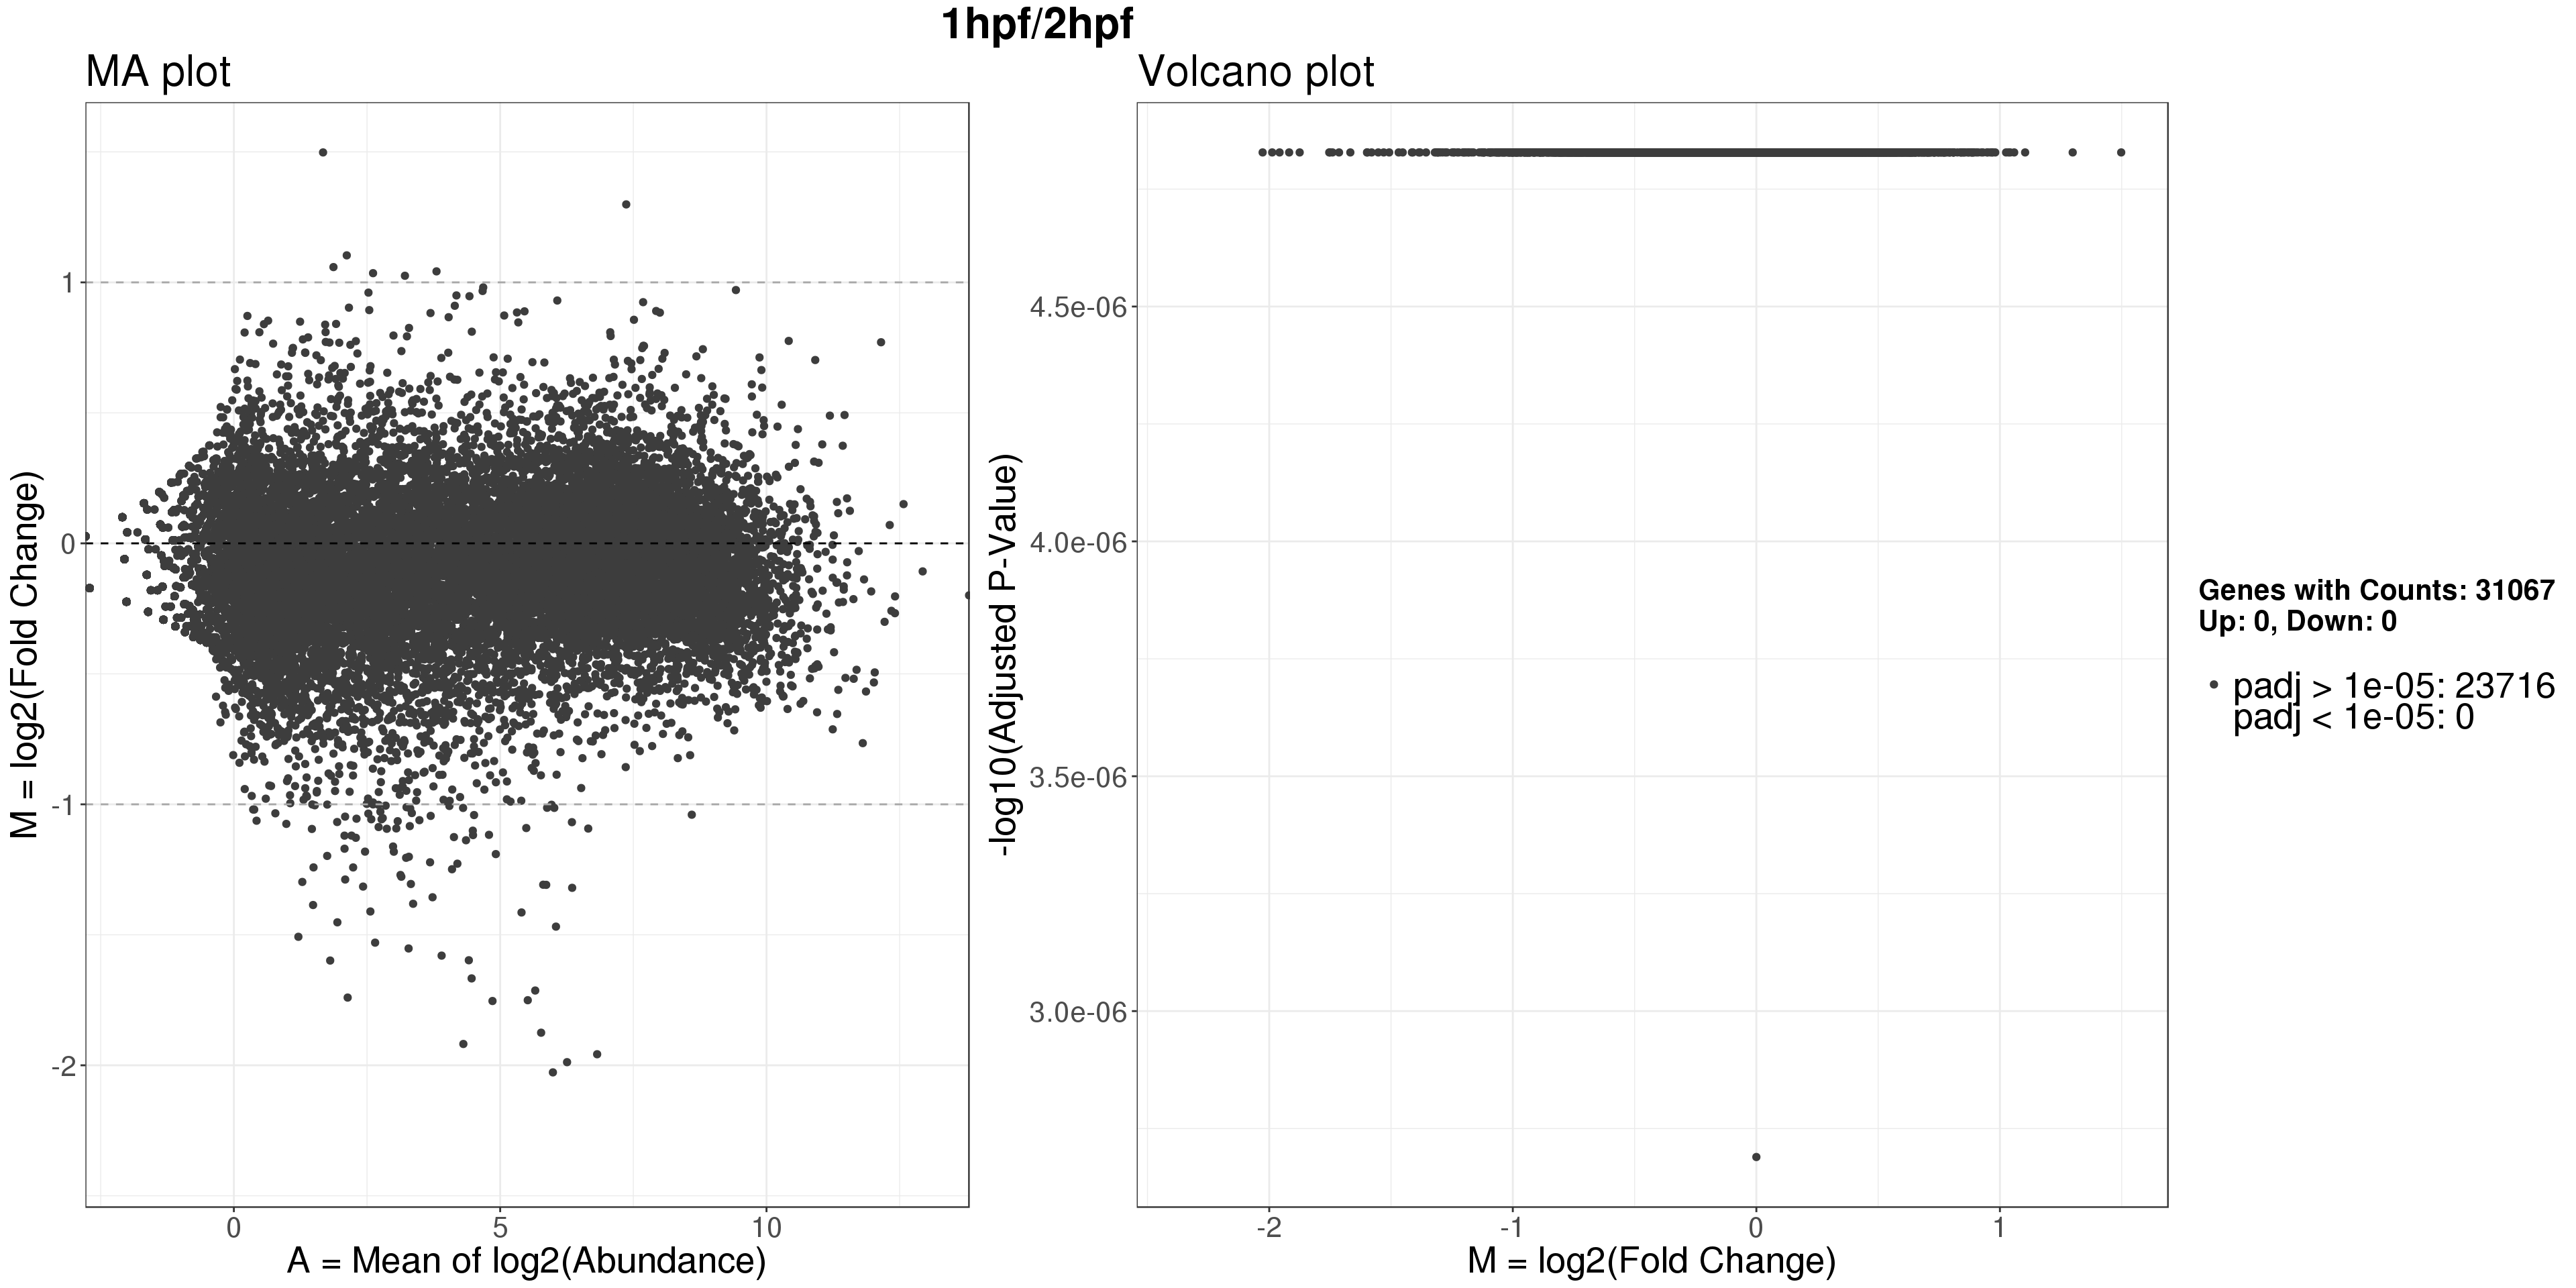 1hpf/2hpf
MA plot
Volcano plot
M = log2(Fold Change)
1
0
-1
-2
0
5
10
A = Mean of log2(Abundance)
-log10(Adjusted P-Value)
4.5e-06
4.0e-06
3.5e-06
3.0e-06
-2
-1
0
1
M = log2(Fold Change)
Genes with Counts: 31067
Up: 0, Down: 0
padj > 1e-05: 23716
padj < 1e-05: 0